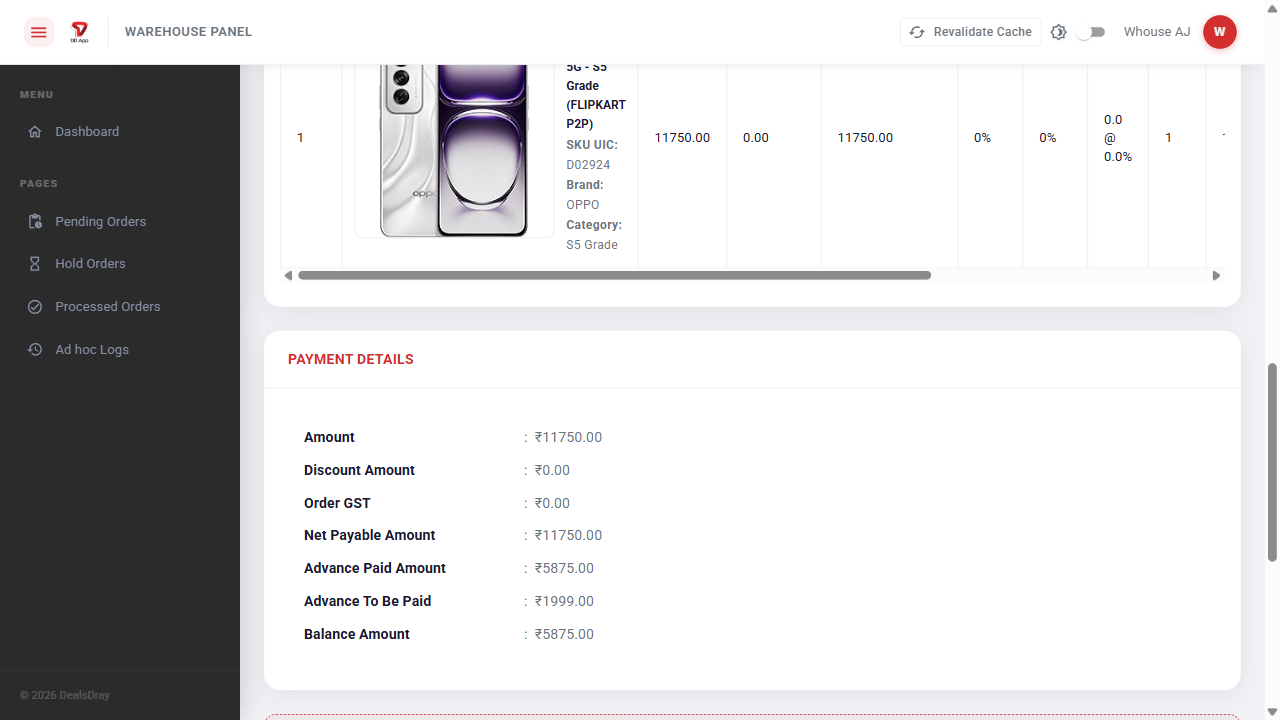 DD App
WAREHOUSE PANEL
Revalidate Cache
Whouse AJ
W
MENU
Dashboard
PAGES
Pending Orders
Hold Orders
Processed Orders
Ad hoc Logs
© 2026 DealsDray
1
oppo
5G - S5
Grade
(FLIPKART
P2P)
SKU UIC:
D02924
Brand:
OPPO
Category:
S5 Grade
11750.00
0.00
11750.00
0%
0%
0.0
@
0.0%
1
PAYMENT DETAILS
Amount : ₹11750.00
Discount Amount : ₹0.00
Order GST : ₹0.00
Net Payable Amount : ₹11750.00
Advance Paid Amount : ₹5875.00
Advance To Be Paid : ₹1999.00
Balance Amount : ₹5875.00